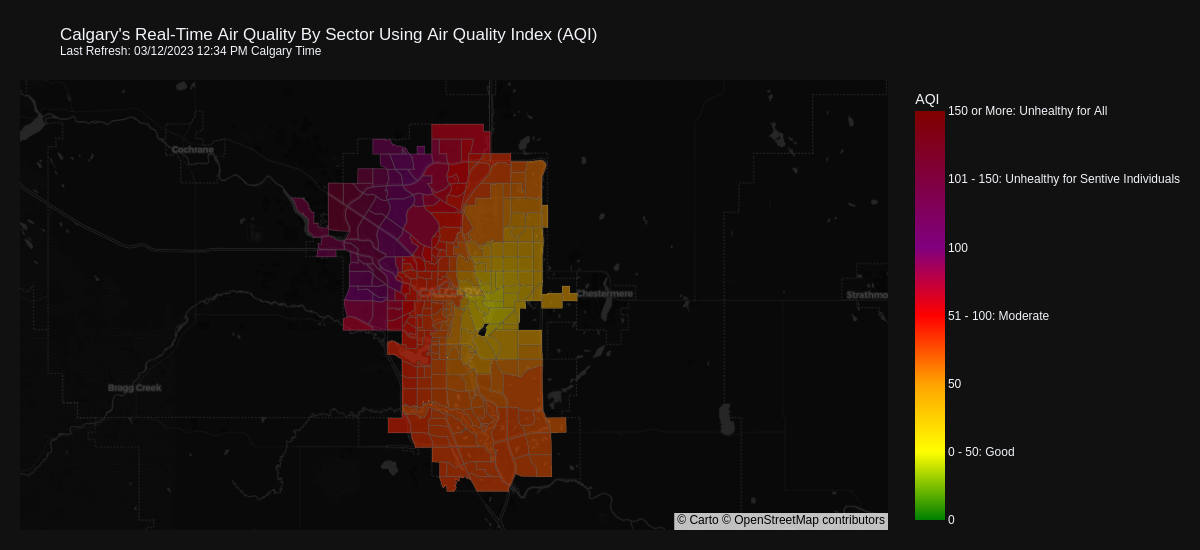 Calgary's Real-Time Air Quality By Sector Using Air Quality Index (AQI)
Last Refresh: 03/12/2023 12:34 PM Calgary Time
AQI
150 or More: Unhealthy for All
Cochrane
101 - 150: Unhealthy for Sentive Individuals
100
CALGARY
Chestermere
Strathmo
51 - 100: Moderate
50
Bragg Creek
0 - 50: Good
0
© Carto © OpenStreetMap contributors